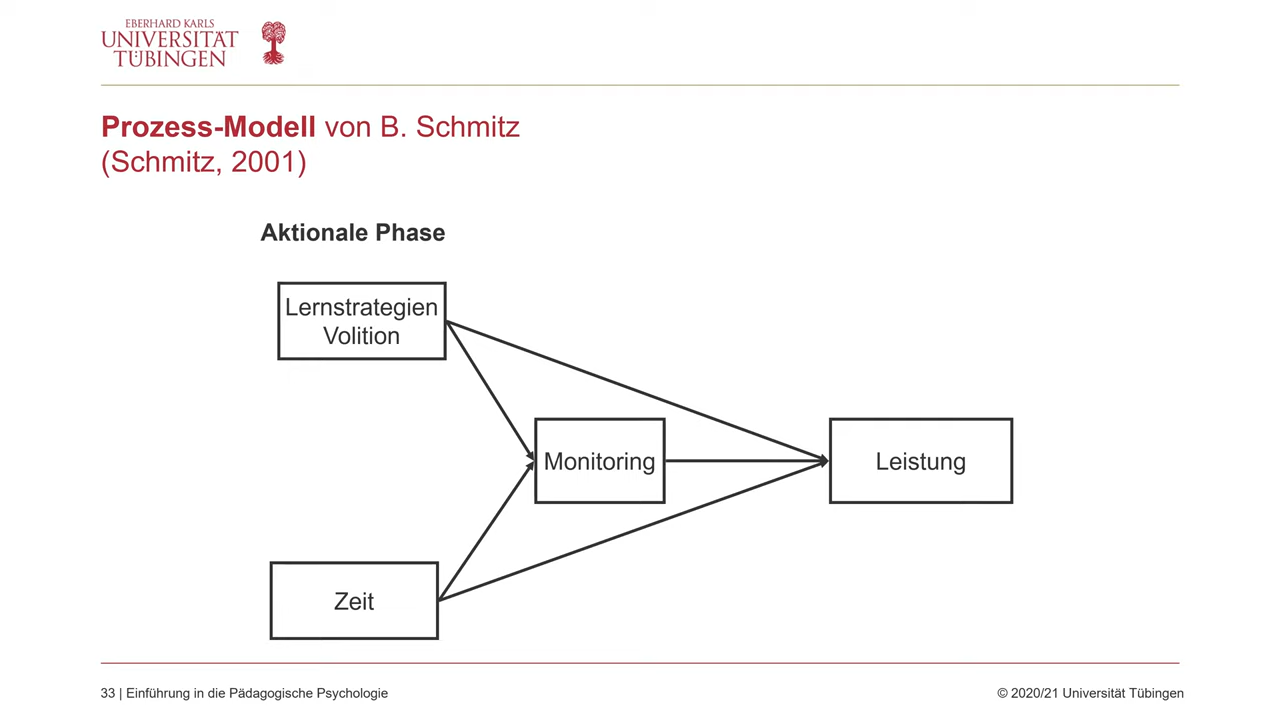 EBERHARD KARLS
UNIVERSITÄT
TÜBINGEN
Prozess-Modell von B. Schmitz
(Schmitz, 2001)
Aktionale Phase
Lernstrategien
Volition
Monitoring
Leistung
Zeit
33 | Einführung in die Pädagogische Psychologie
© 2020/21 Universität Tübingen